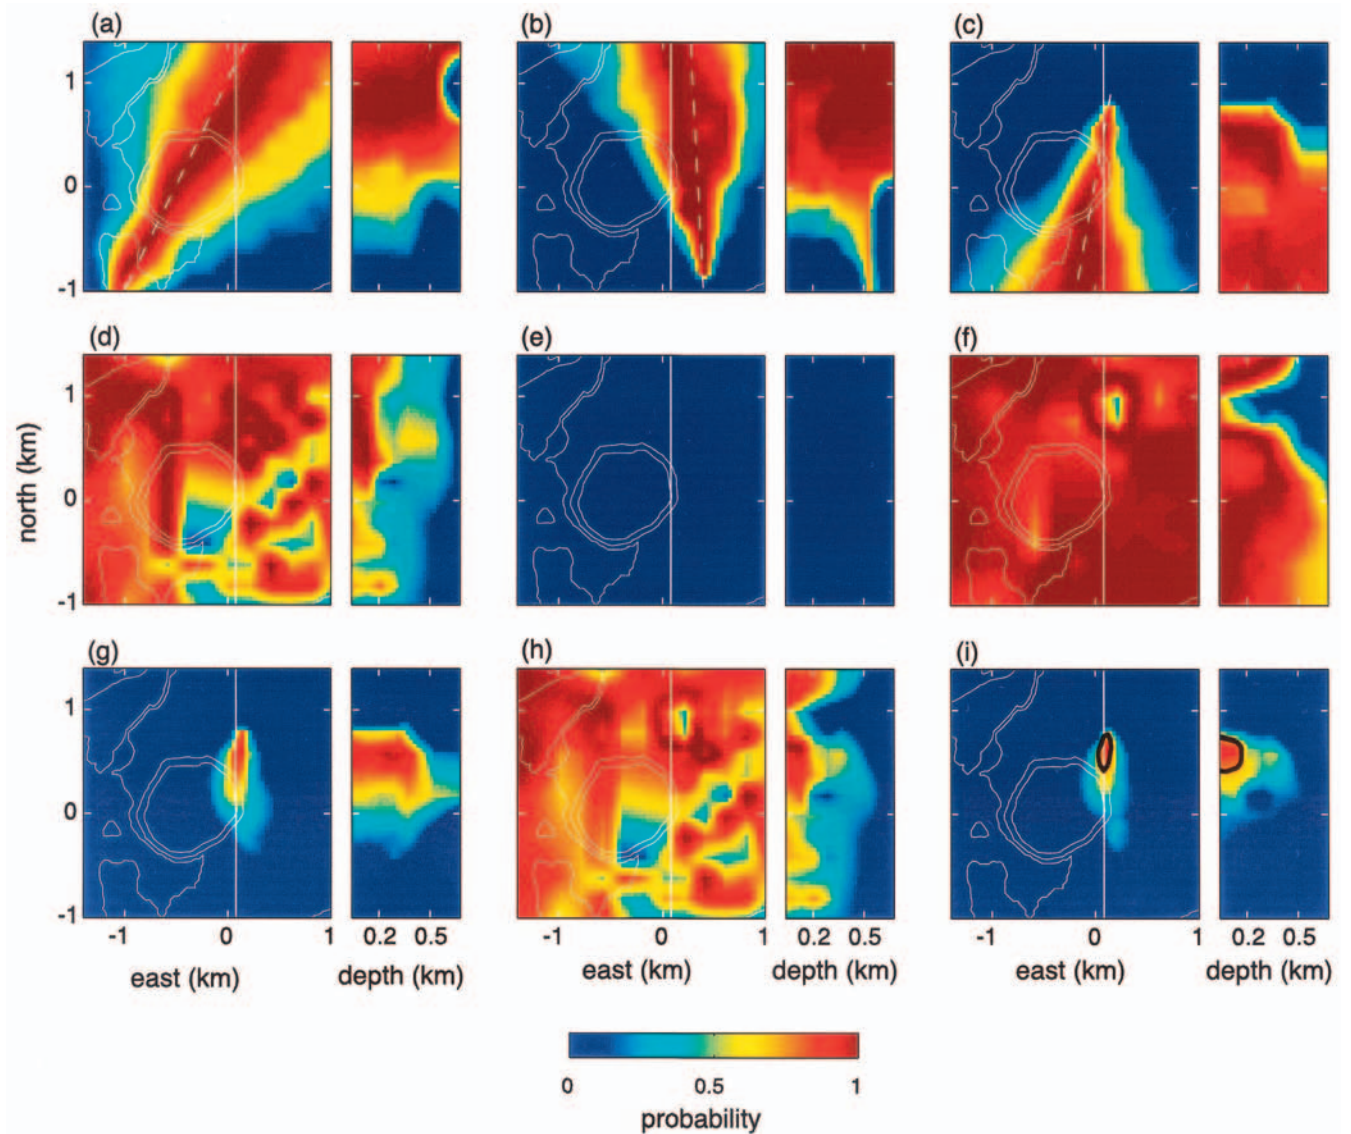 (a) (b) (c)
1
0
-1
(d) (e) (f)
1
0
-1
north (km)
(g) (h) (i)
1
0
-1
-1 0 1 0.2 0.5 -1 0 1 0.2 0.5 -1 0 1 0.2 0.5
east (km) depth (km) east (km) depth (km) east (km) depth (km)
0 0.5 1
probability